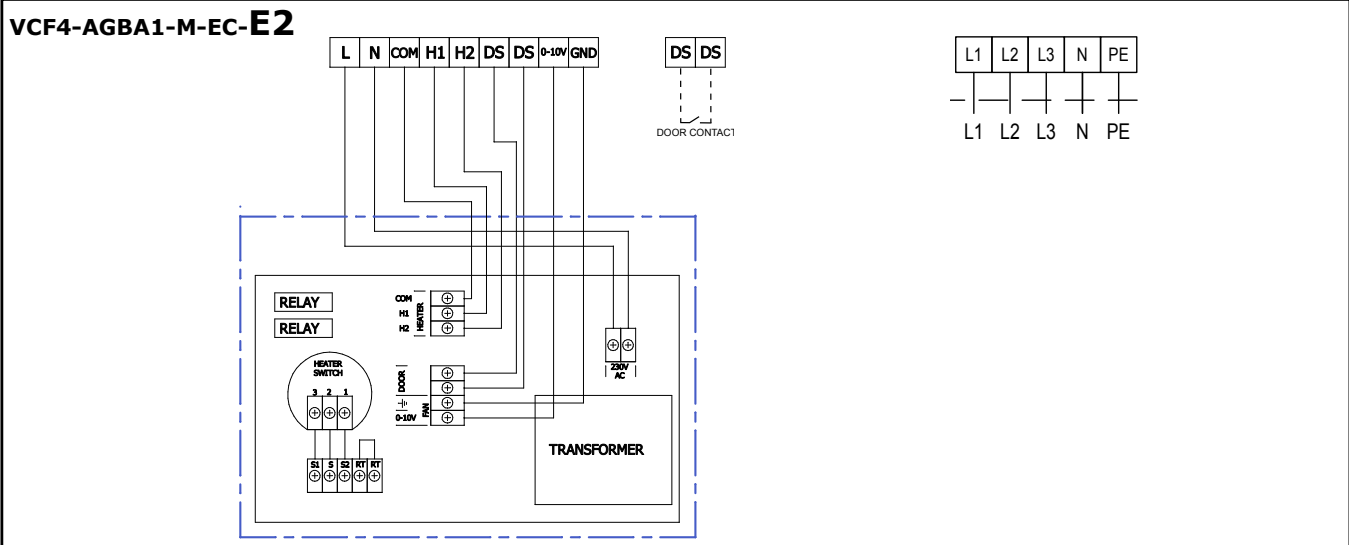 VCF4-AGBA1-M-EC-E2
L N COM H1 H2 DS DS 0-10V GND
DS DS
DOOR CONTACT
L1 L2 L3 N PE
L1 L2 L3 N PE
RELAY
RELAY
COM
H1
H2
HEATER
HEATER
SWITCH
3 2 1
DOOR
FAN
0-10V
230V
AC
TRANSFORMER
S1 S S2 RT RT